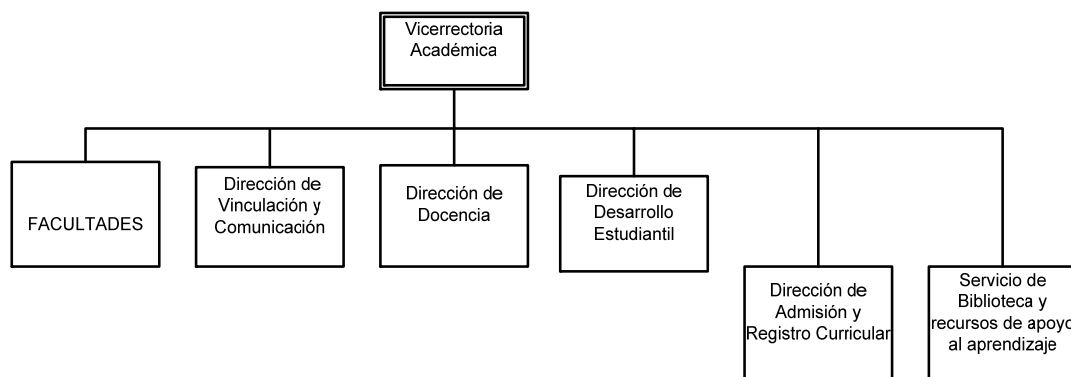 Vicerrectoria
Académica
FACULTADES
Dirección de
Vinculación y
Comunicación
Dirección de
Docencia
Dirección de
Desarrollo
Estudiantil
Dirección de
Admisión y
Registro Curricular
Servicio de
Biblioteca y
recursos de apoyo
al aprendizaje